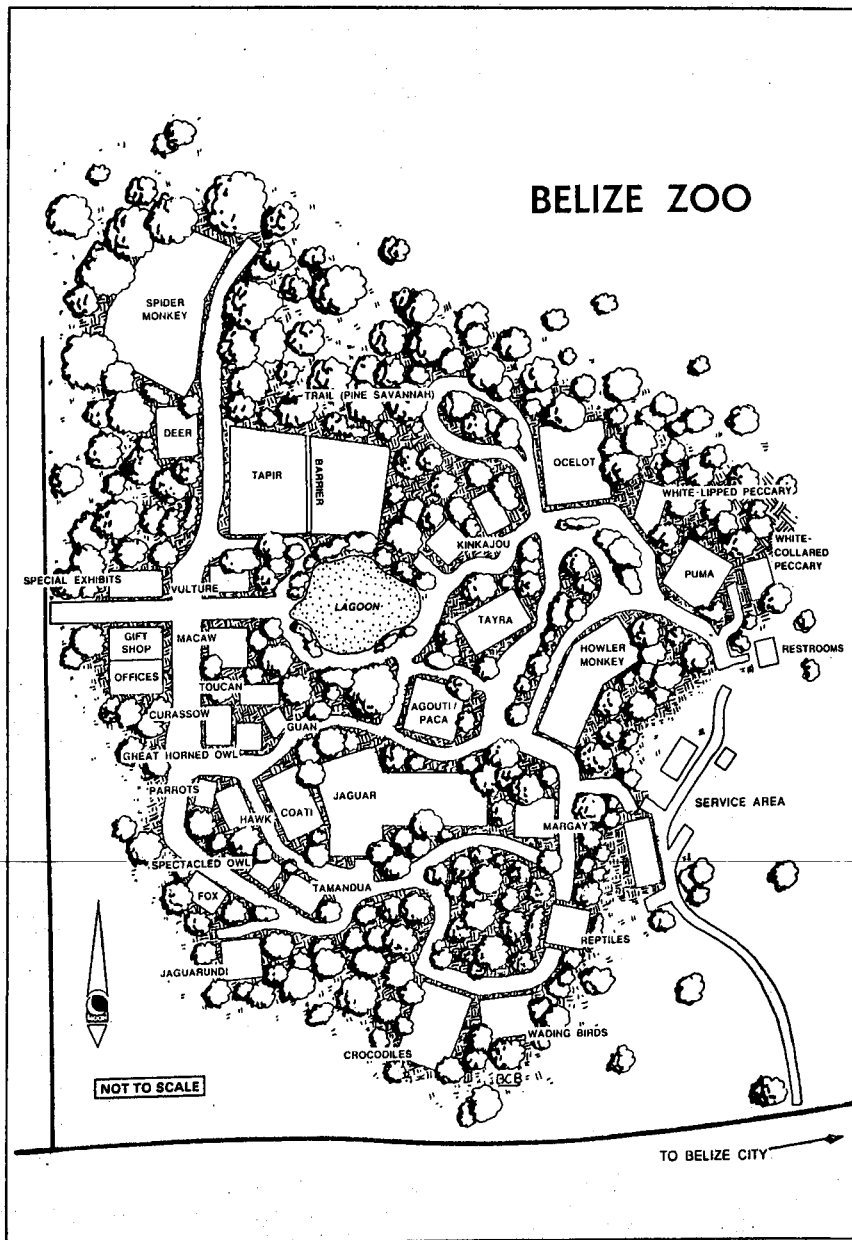 BELIZE ZOO
SPIDER
MONKEY
TRAIL (PINE SAVANNAH)
DEER
TAPIR
BARRIER
OCELOT
WHITE-LIPPED PECCARY
WHITE-
COLLARED
PECCARY
KINKAJOU
PUMA
SPECIAL EXHIBITS
VULTURE
LAGOON
TAYRA
MACAW
GIFT
SHOP
OFFICES
HOWLER
MONKEY
RESTROOMS
TOUCAN
AGOUTI/
PACA
CURASSOW
GUAN
GREAT HORNED OWL
PARROTS
HAWK
COATI
JAGUAR
MARGAY
SERVICE AREA
SPECTACLED OWL
TAMANDUA
FOX
JAGUARUNDI
REPTILES
WADING BIRDS
CROCODILES
BCB
NOT TO SCALE
TO BELIZE CITY